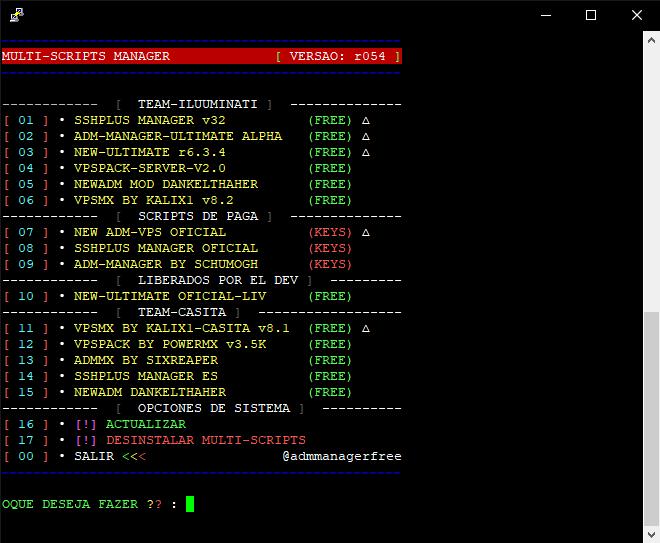 MULTI-SCRIPTS MANAGER [ VERSAO: r054 ]
------------ [ TEAM-ILUUMINATI ] --------------
[ 01 ] • SSHPLUS MANAGER v32 (FREE) Δ
[ 02 ] • ADM-MANAGER-ULTIMATE ALPHA (FREE) Δ
[ 03 ] • NEW-ULTIMATE r6.3.4 (FREE) Δ
[ 04 ] • VPSPACK-SERVER-V2.0 (FREE)
[ 05 ] • NEWADM MOD DANKELTHAHER (FREE)
[ 06 ] • VPSMX BY KALIX1 v8.2 (FREE)
------------ [ SCRIPTS DE PAGA ] --------------
[ 07 ] • NEW ADM-VPS OFICIAL (KEYS) Δ
[ 08 ] • SSHPLUS MANAGER OFICIAL (KEYS)
[ 09 ] • ADM-MANAGER BY SCHUMOGH (KEYS)
------------ [ LIBERADOS POR EL DEV ] -----------
[ 10 ] • NEW-ULTIMATE OFICIAL-LIV (FREE)
------------ [ TEAM-CASITA ] ------------------
[ 11 ] • VPSMX BY KALIX1-CASITA v8.1 (FREE) Δ
[ 12 ] • VPSPACK BY POWERMX v3.5K (FREE)
[ 13 ] • ADMMX BY SIXREAPER (FREE)
[ 14 ] • SSHPLUS MANAGER ES (FREE)
[ 15 ] • NEWADM DANKELTHAHER (FREE)
------------ [ OPCIONES DE SISTEMA ] ----------
[ 16 ] • [!] ACTUALIZAR
[ 17 ] • [!] DESINSTALAR MULTI-SCRIPTS
[ 00 ] • SALIR <<< @admmanagerfree
OQUE DESEJA FAZER ?? :